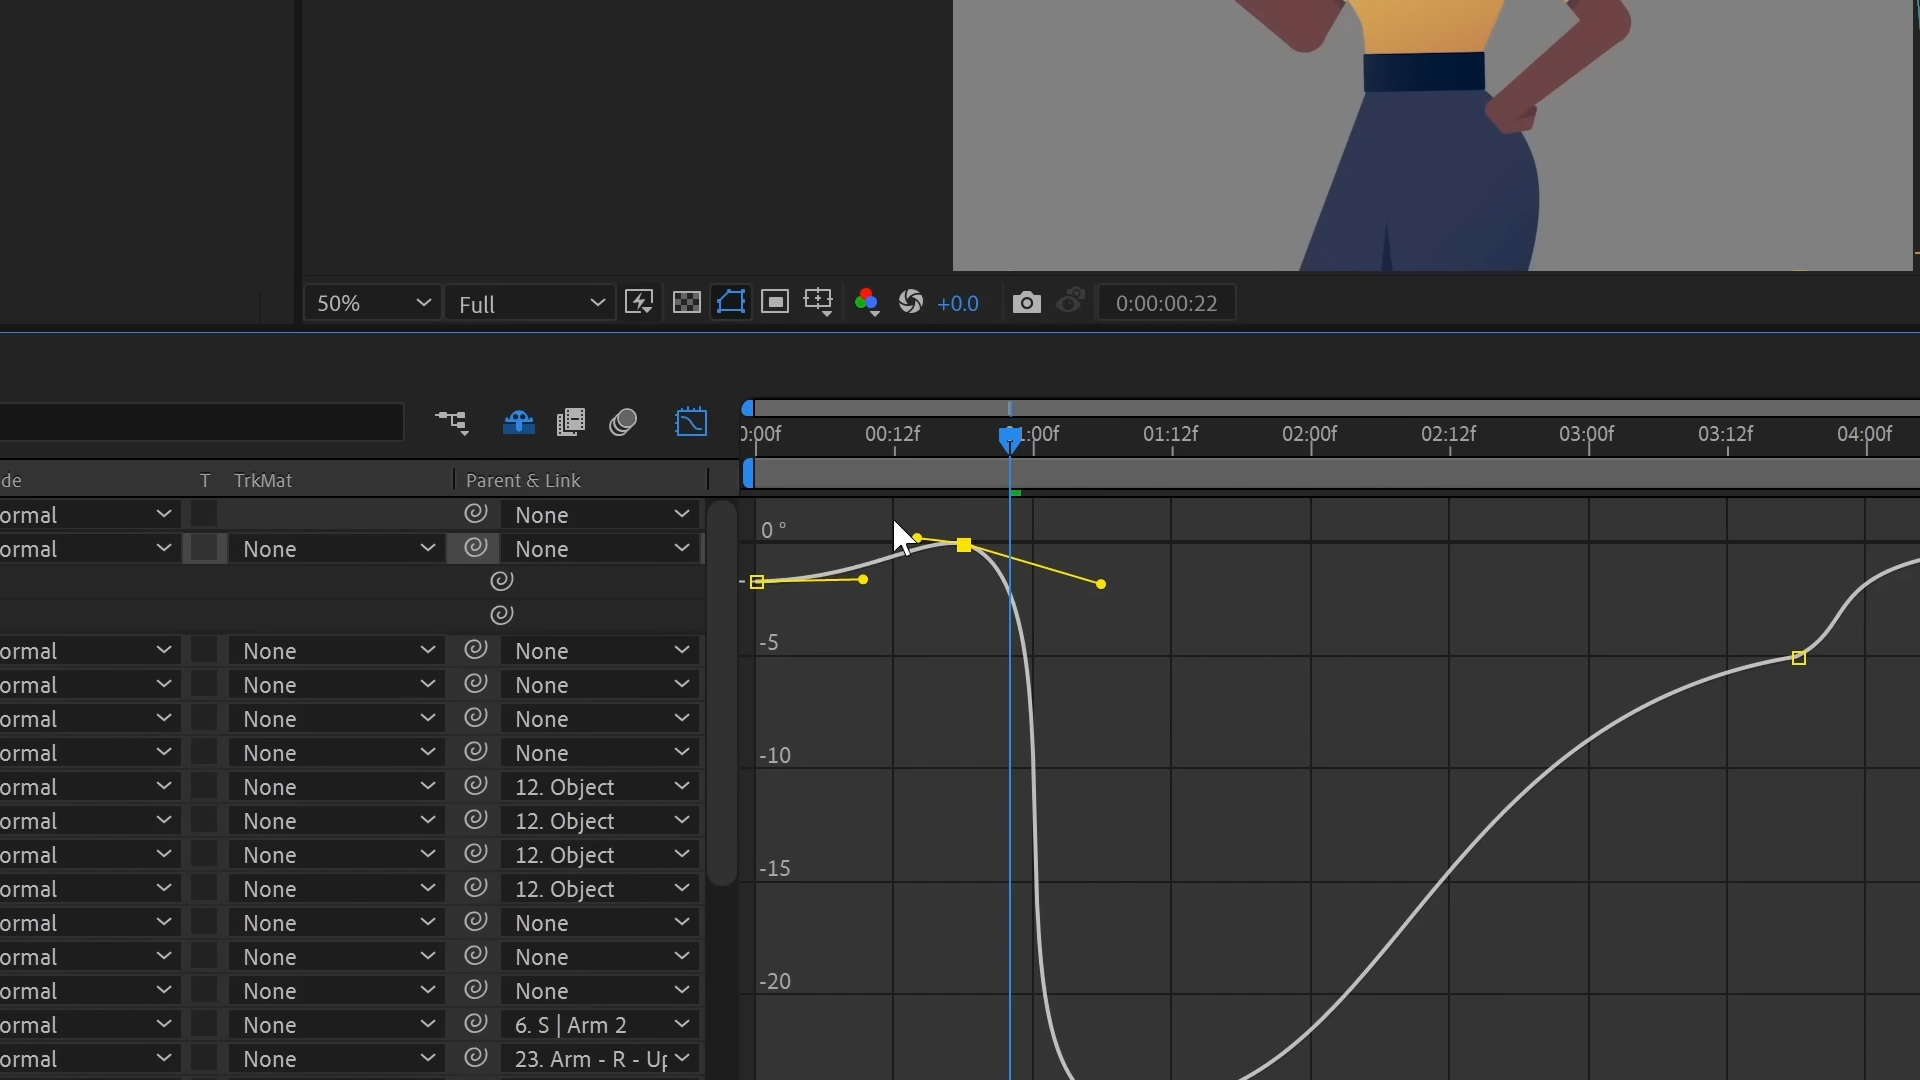 50% Full +0.0 0:00:00:22
0:00f 00:12f 1:00f 01:12f 02:00f 02:12f 03:00f 03:12f 04:00f
de T TrkMat Parent & Link
ormal None
ormal None None
0 °
ormal None None
-5
ormal None None
ormal None None
ormal None None
-10
ormal None 12. Object
ormal None 12. Object
ormal None 12. Object
-15
ormal None 12. Object
ormal None None
ormal None None
ormal None None
-20
ormal None 6. S | Arm 2
ormal None 23. Arm - R - Up